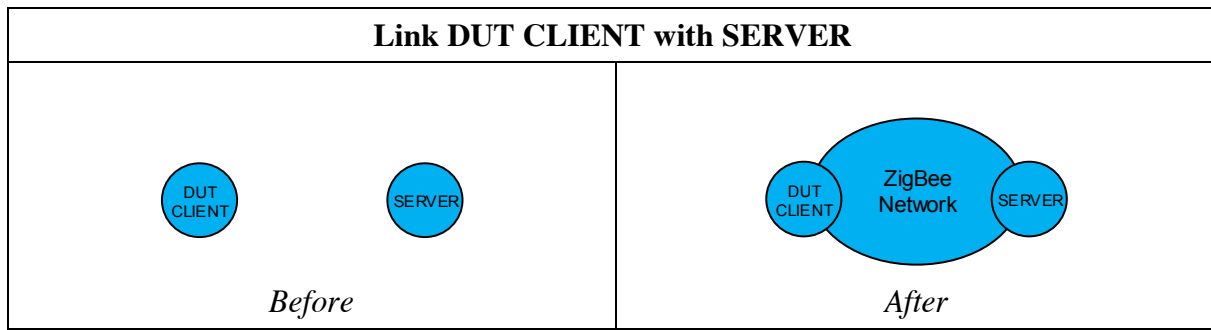 Link DUT CLIENT with SERVER
DUT
CLIENT
SERVER
Before
DUT
CLIENT
ZigBee
Network
SERVER
After